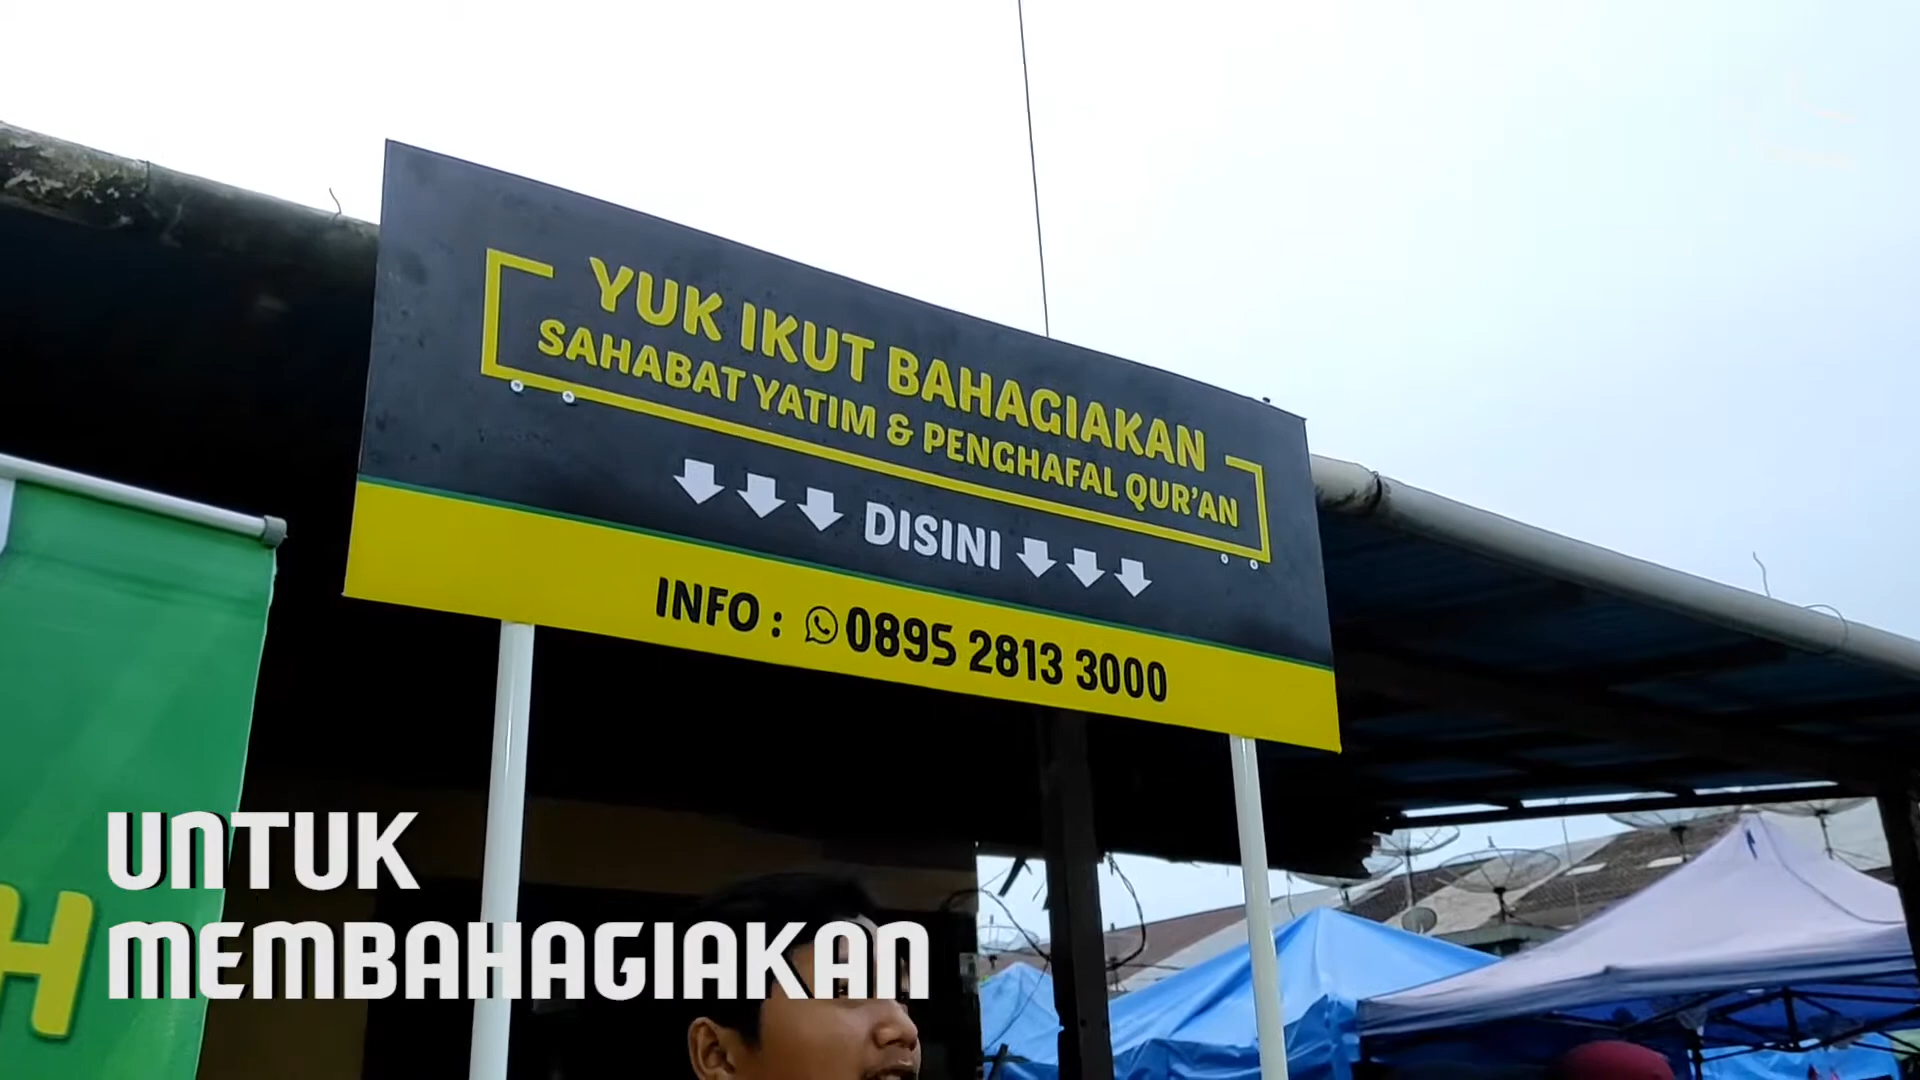 YUK IKUT BAHAGIAKAN
SAHABAT YATIM & PENGHAFAL QUR'AN
DISINI
INFO : 0895 2813 3000
H
UNTUK
MEMBAHAGIAKAN